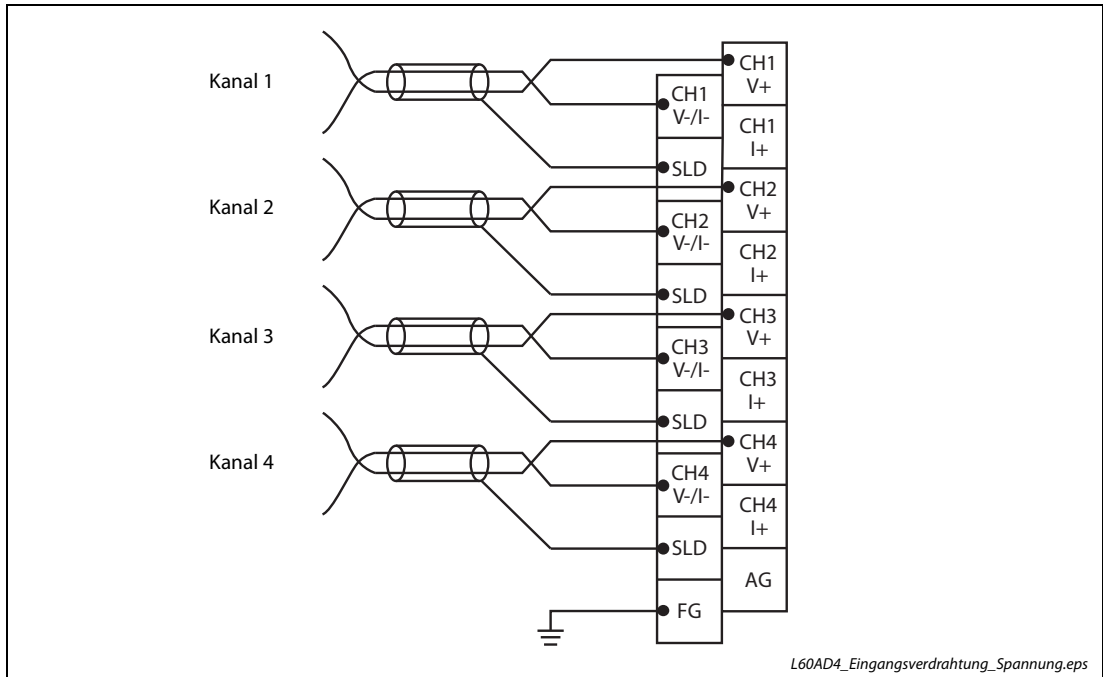 Kanal 1
Kanal 2
Kanal 3
Kanal 4
CH1
V-/I-
SLD
CH2
V-/I-
SLD
CH3
V-/I-
SLD
CH4
V-/I-
SLD
FG
CH1
V+
CH1
I+
CH2
V+
CH2
I+
CH3
V+
CH3
I+
CH4
V+
CH4
I+
AG
L60AD4_Eingangsverdrahtung_Spannung.eps